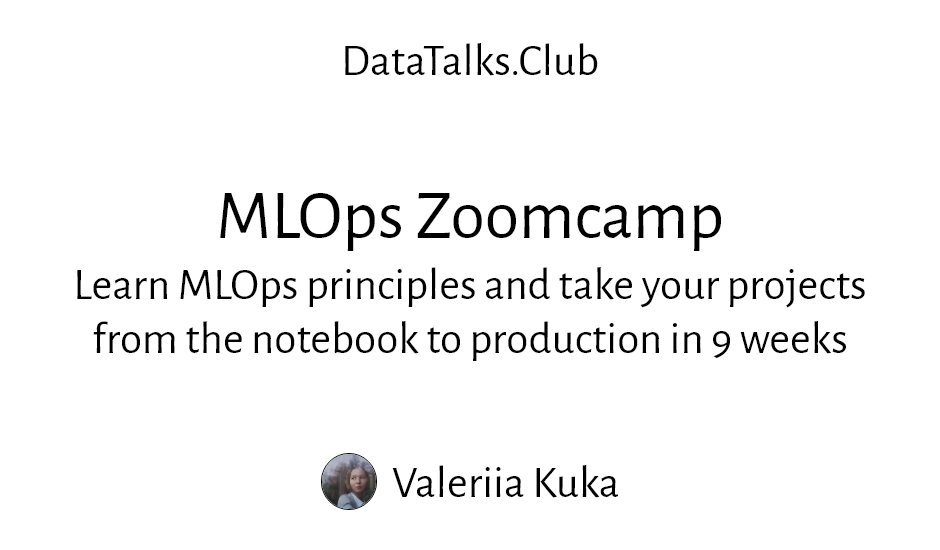 DataTalks.Club
MLOps Zoomcamp
Learn MLOps principles and take your projects
from the notebook to production in 9 weeks
Valeriia Kuka